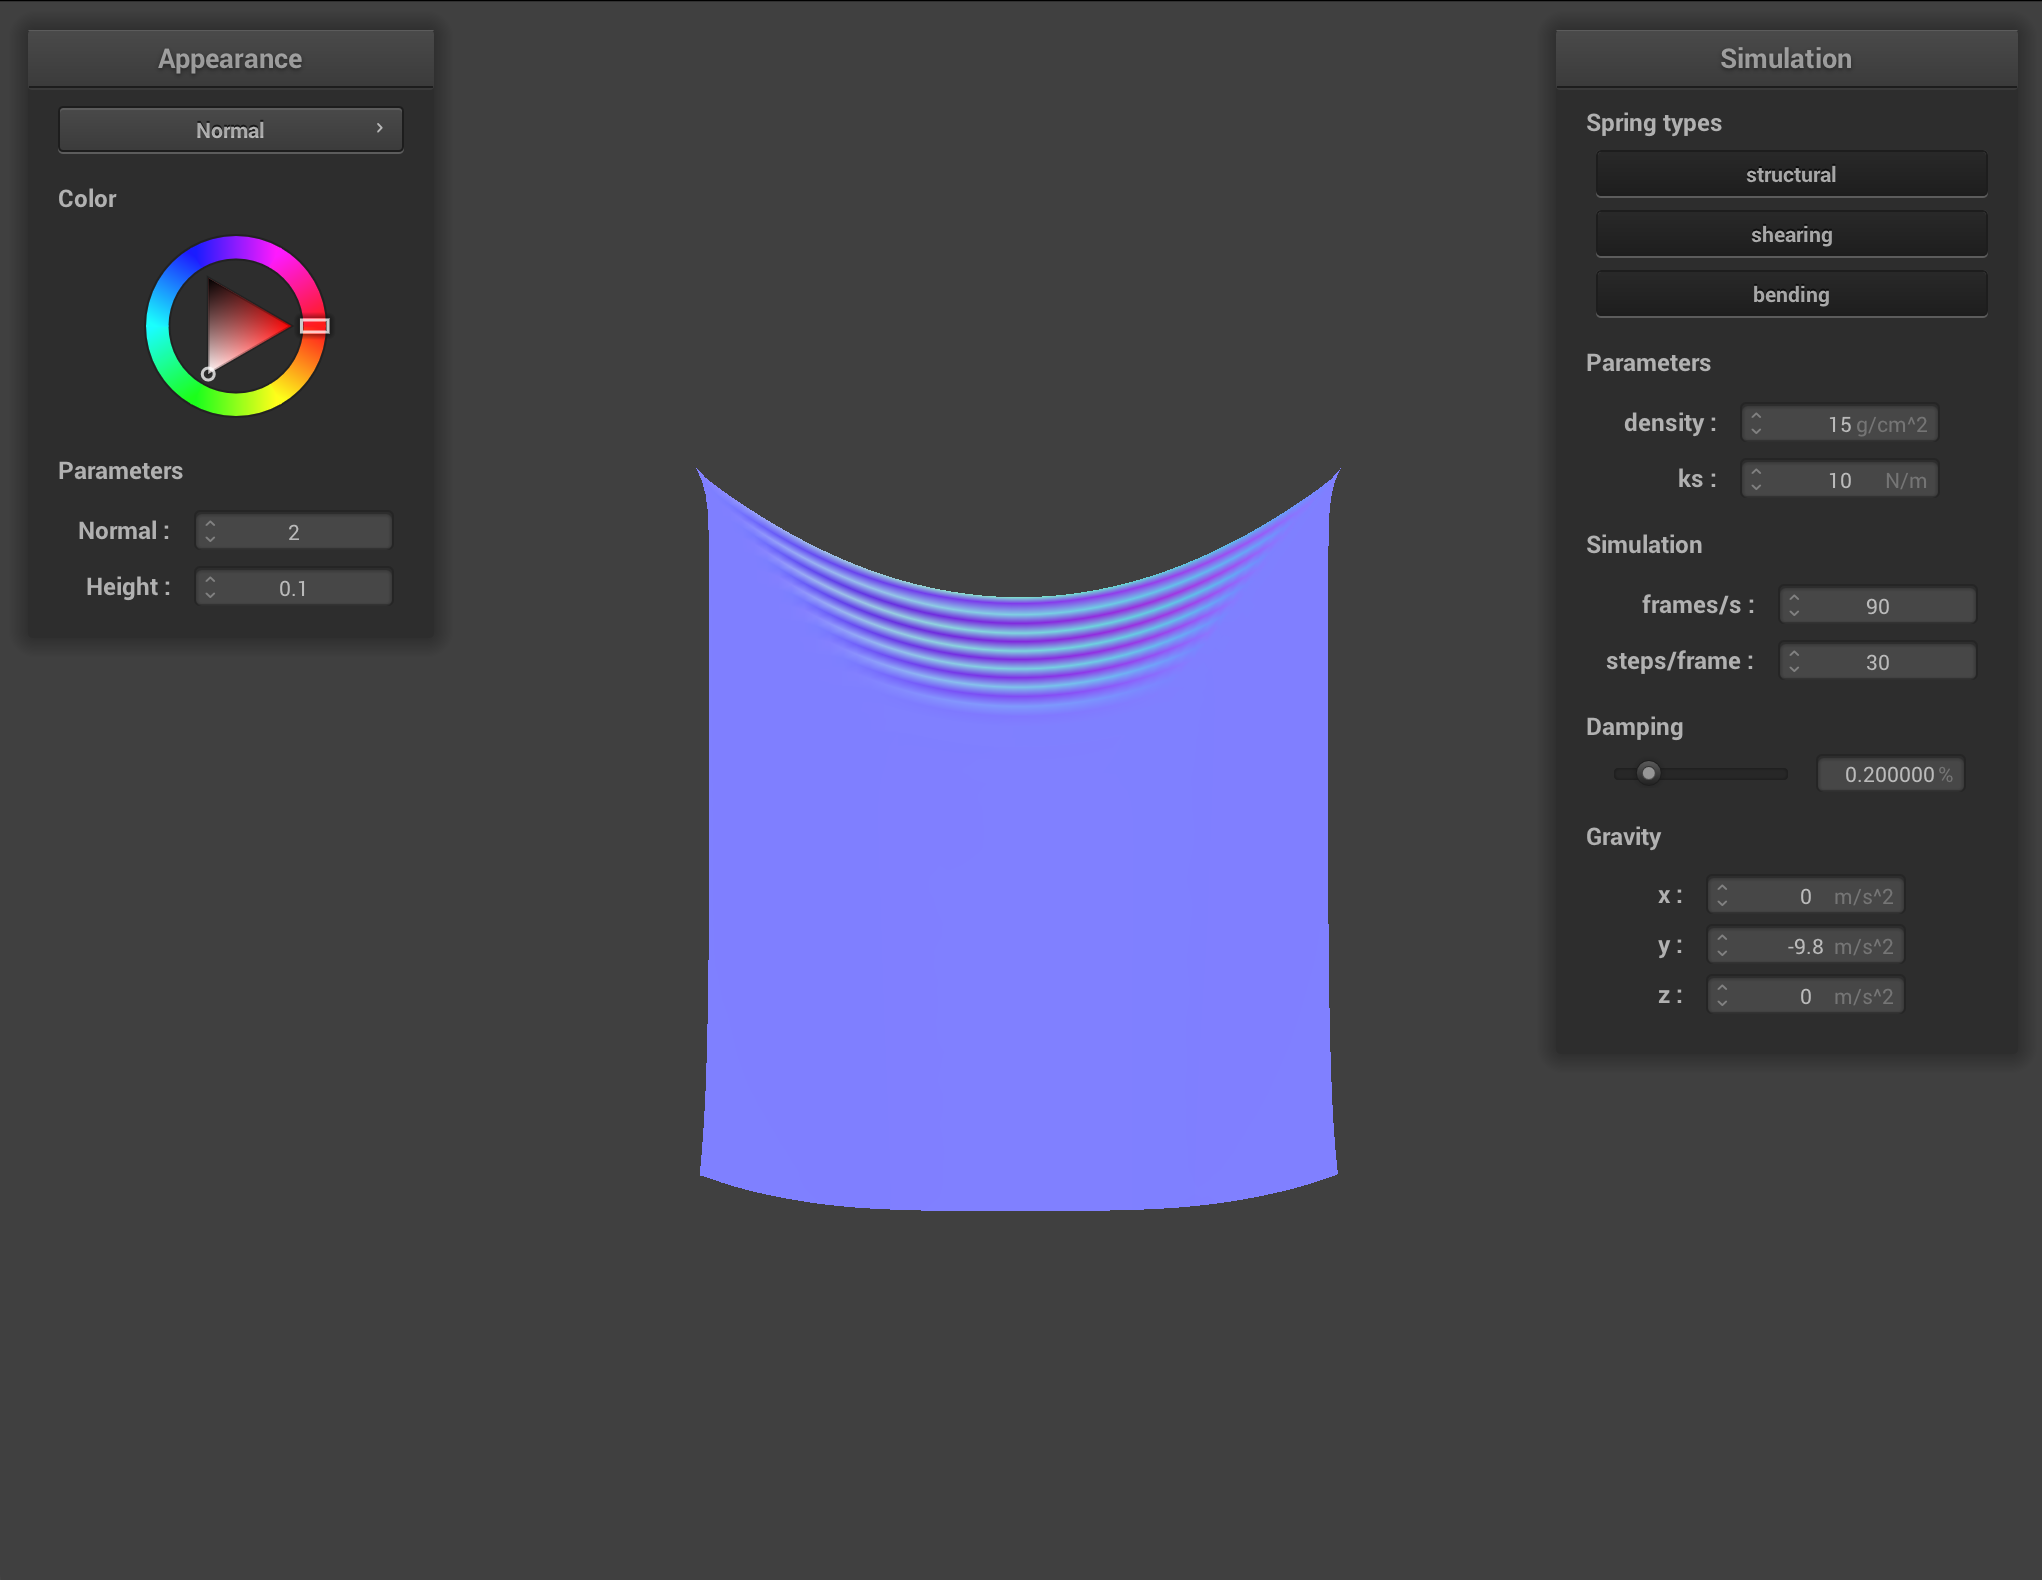 Appearance
Normal
Color
Parameters
Normal : 2
Height : 0.1
Simulation
Spring types
structural
shearing
bending
Parameters
density : 15 g/cm^2
ks : 10 N/m
Simulation
frames/s : 90
steps/frame : 30
Damping
0.200000 %
Gravity
x : 0 m/s^2
y : -9.8 m/s^2
z : 0 m/s^2